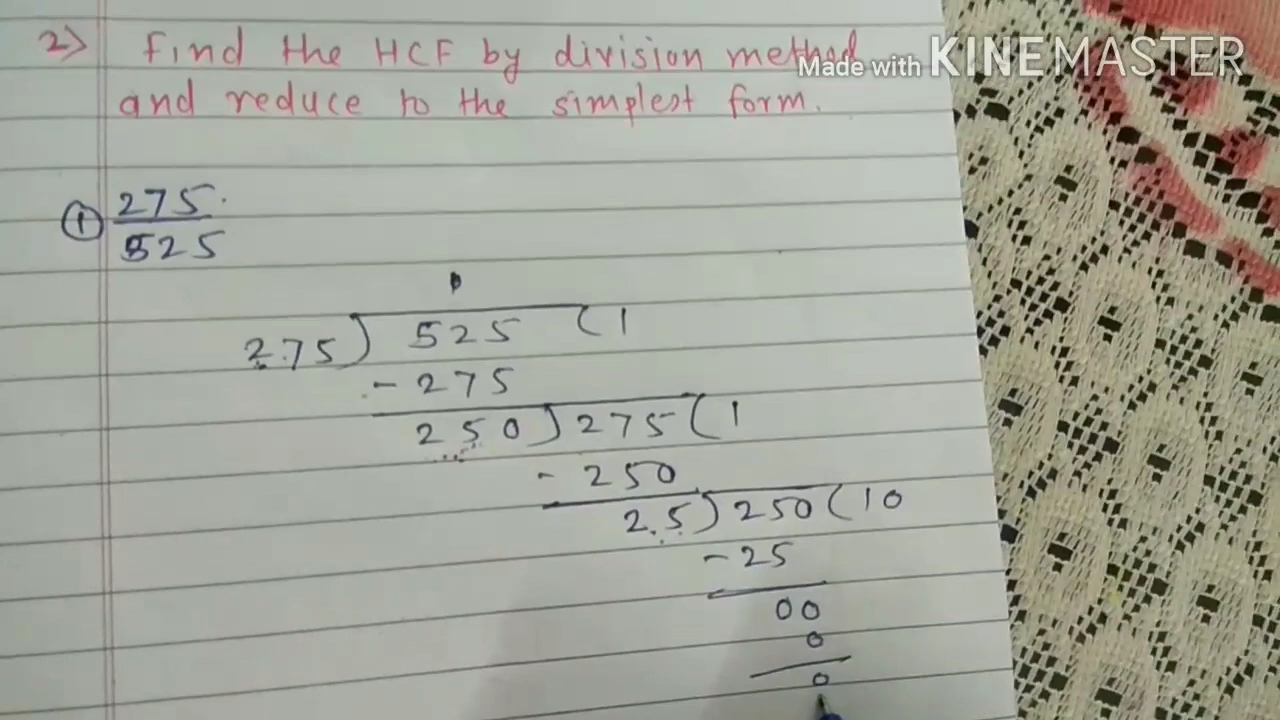 2> Find the HCF by division method
Made with KINEMASTER
and reduce to the simplest form.
① 275
525
275) 525 (1
- 275
250) 275 (1
- 250
25) 250 (10
- 25
00
0
0